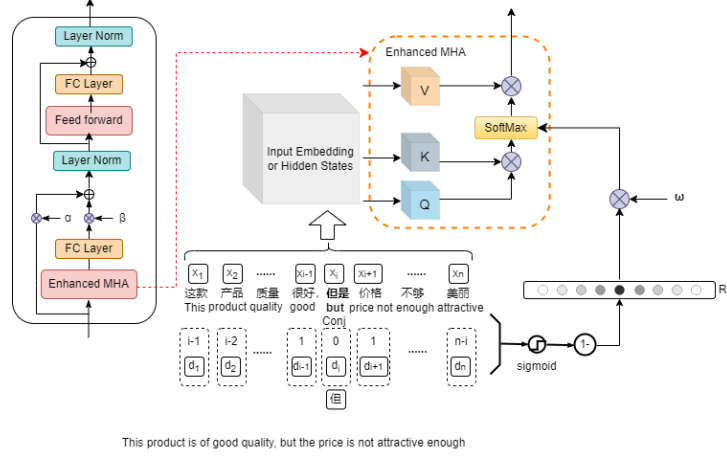 Layer Norm
FC Layer
Feed forward
Layer Norm
α
β
FC Layer
Enhanced MHA
Enhanced MHA
V
SoftMax
K
Q
Input Embedding
or Hidden States
ω
R
x1 x2 ...... xi-1 xi xi+1 ...... xn
这款 产品 质量 很好， 但是 价格 不够 美丽
This product quality good but price not enough attractive
Conj
i-1 i-2 ...... 1 0 1 ...... n-i
d1 d2 di-1 di di+1 dn
sigmoid
1-
但
This product is of good quality, but the price is not attractive enough